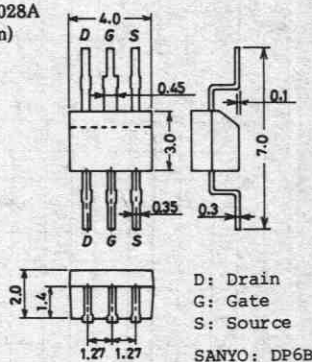 028A
4.0
D G S
0.45
0.1
3.0
7.0
0.35
0.3
D G S
2.0
1.4
1.27 1.27
D: Drain
G: Gate
S: Source
SANYO: DP6B